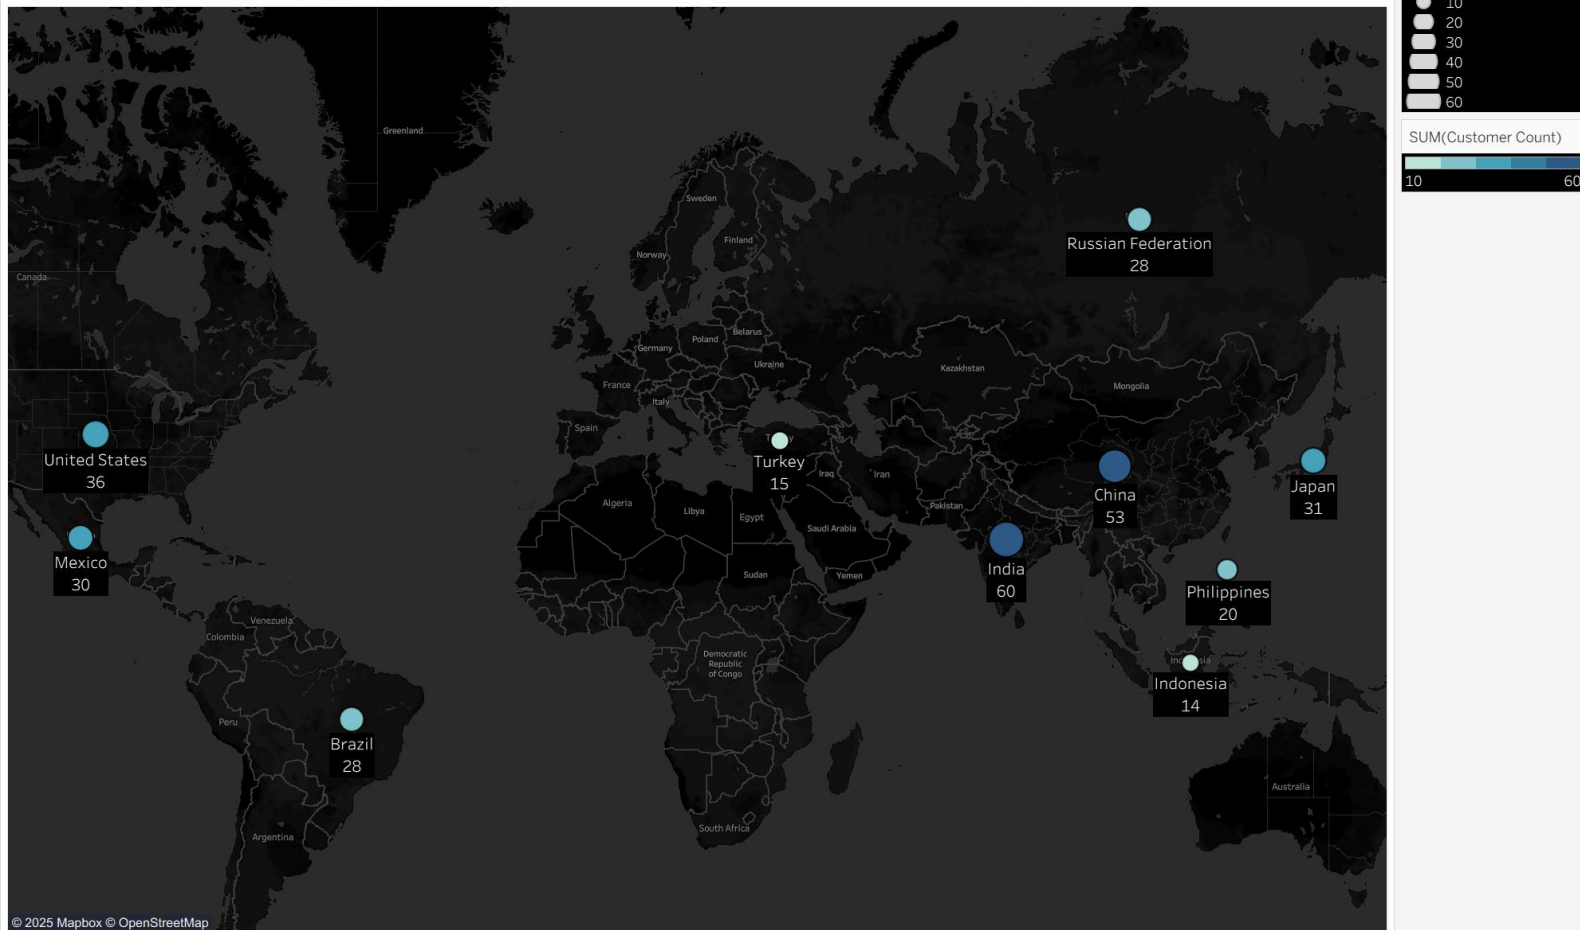 Greenland
Sweden
Finland
Norway
Canada
Belarus
Poland
Germany
Ukraine
France
Italy
Spain
Kazakhstan
Mongolia
Iraq
Iran
Pakistan
Algeria
Libya
Egypt
Saudi Arabia
Sudan
Yemen
Venezuela
Colombia
Democratic
Republic
of Congo
Peru
Argentina
South Africa
Australia
Russian Federation
28
United States
36
Turkey
15
China
53
Japan
31
Mexico
30
India
60
Philippines
20
Indonesia
14
Brazil
28
© 2025 Mapbox © OpenStreetMap
10
20
30
40
50
60
SUM(Customer Count)
10 60